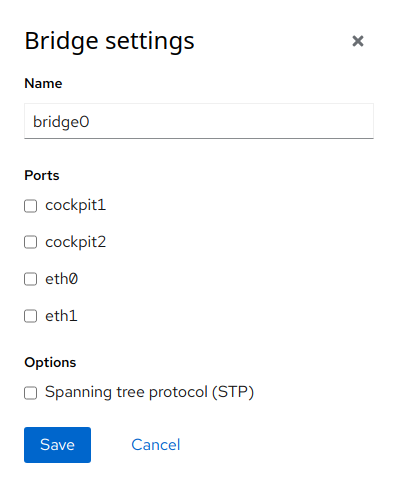 Bridge settings
Name
bridge0
Ports
cockpit1
cockpit2
eth0
eth1
Options
Spanning tree protocol (STP)
Save Cancel